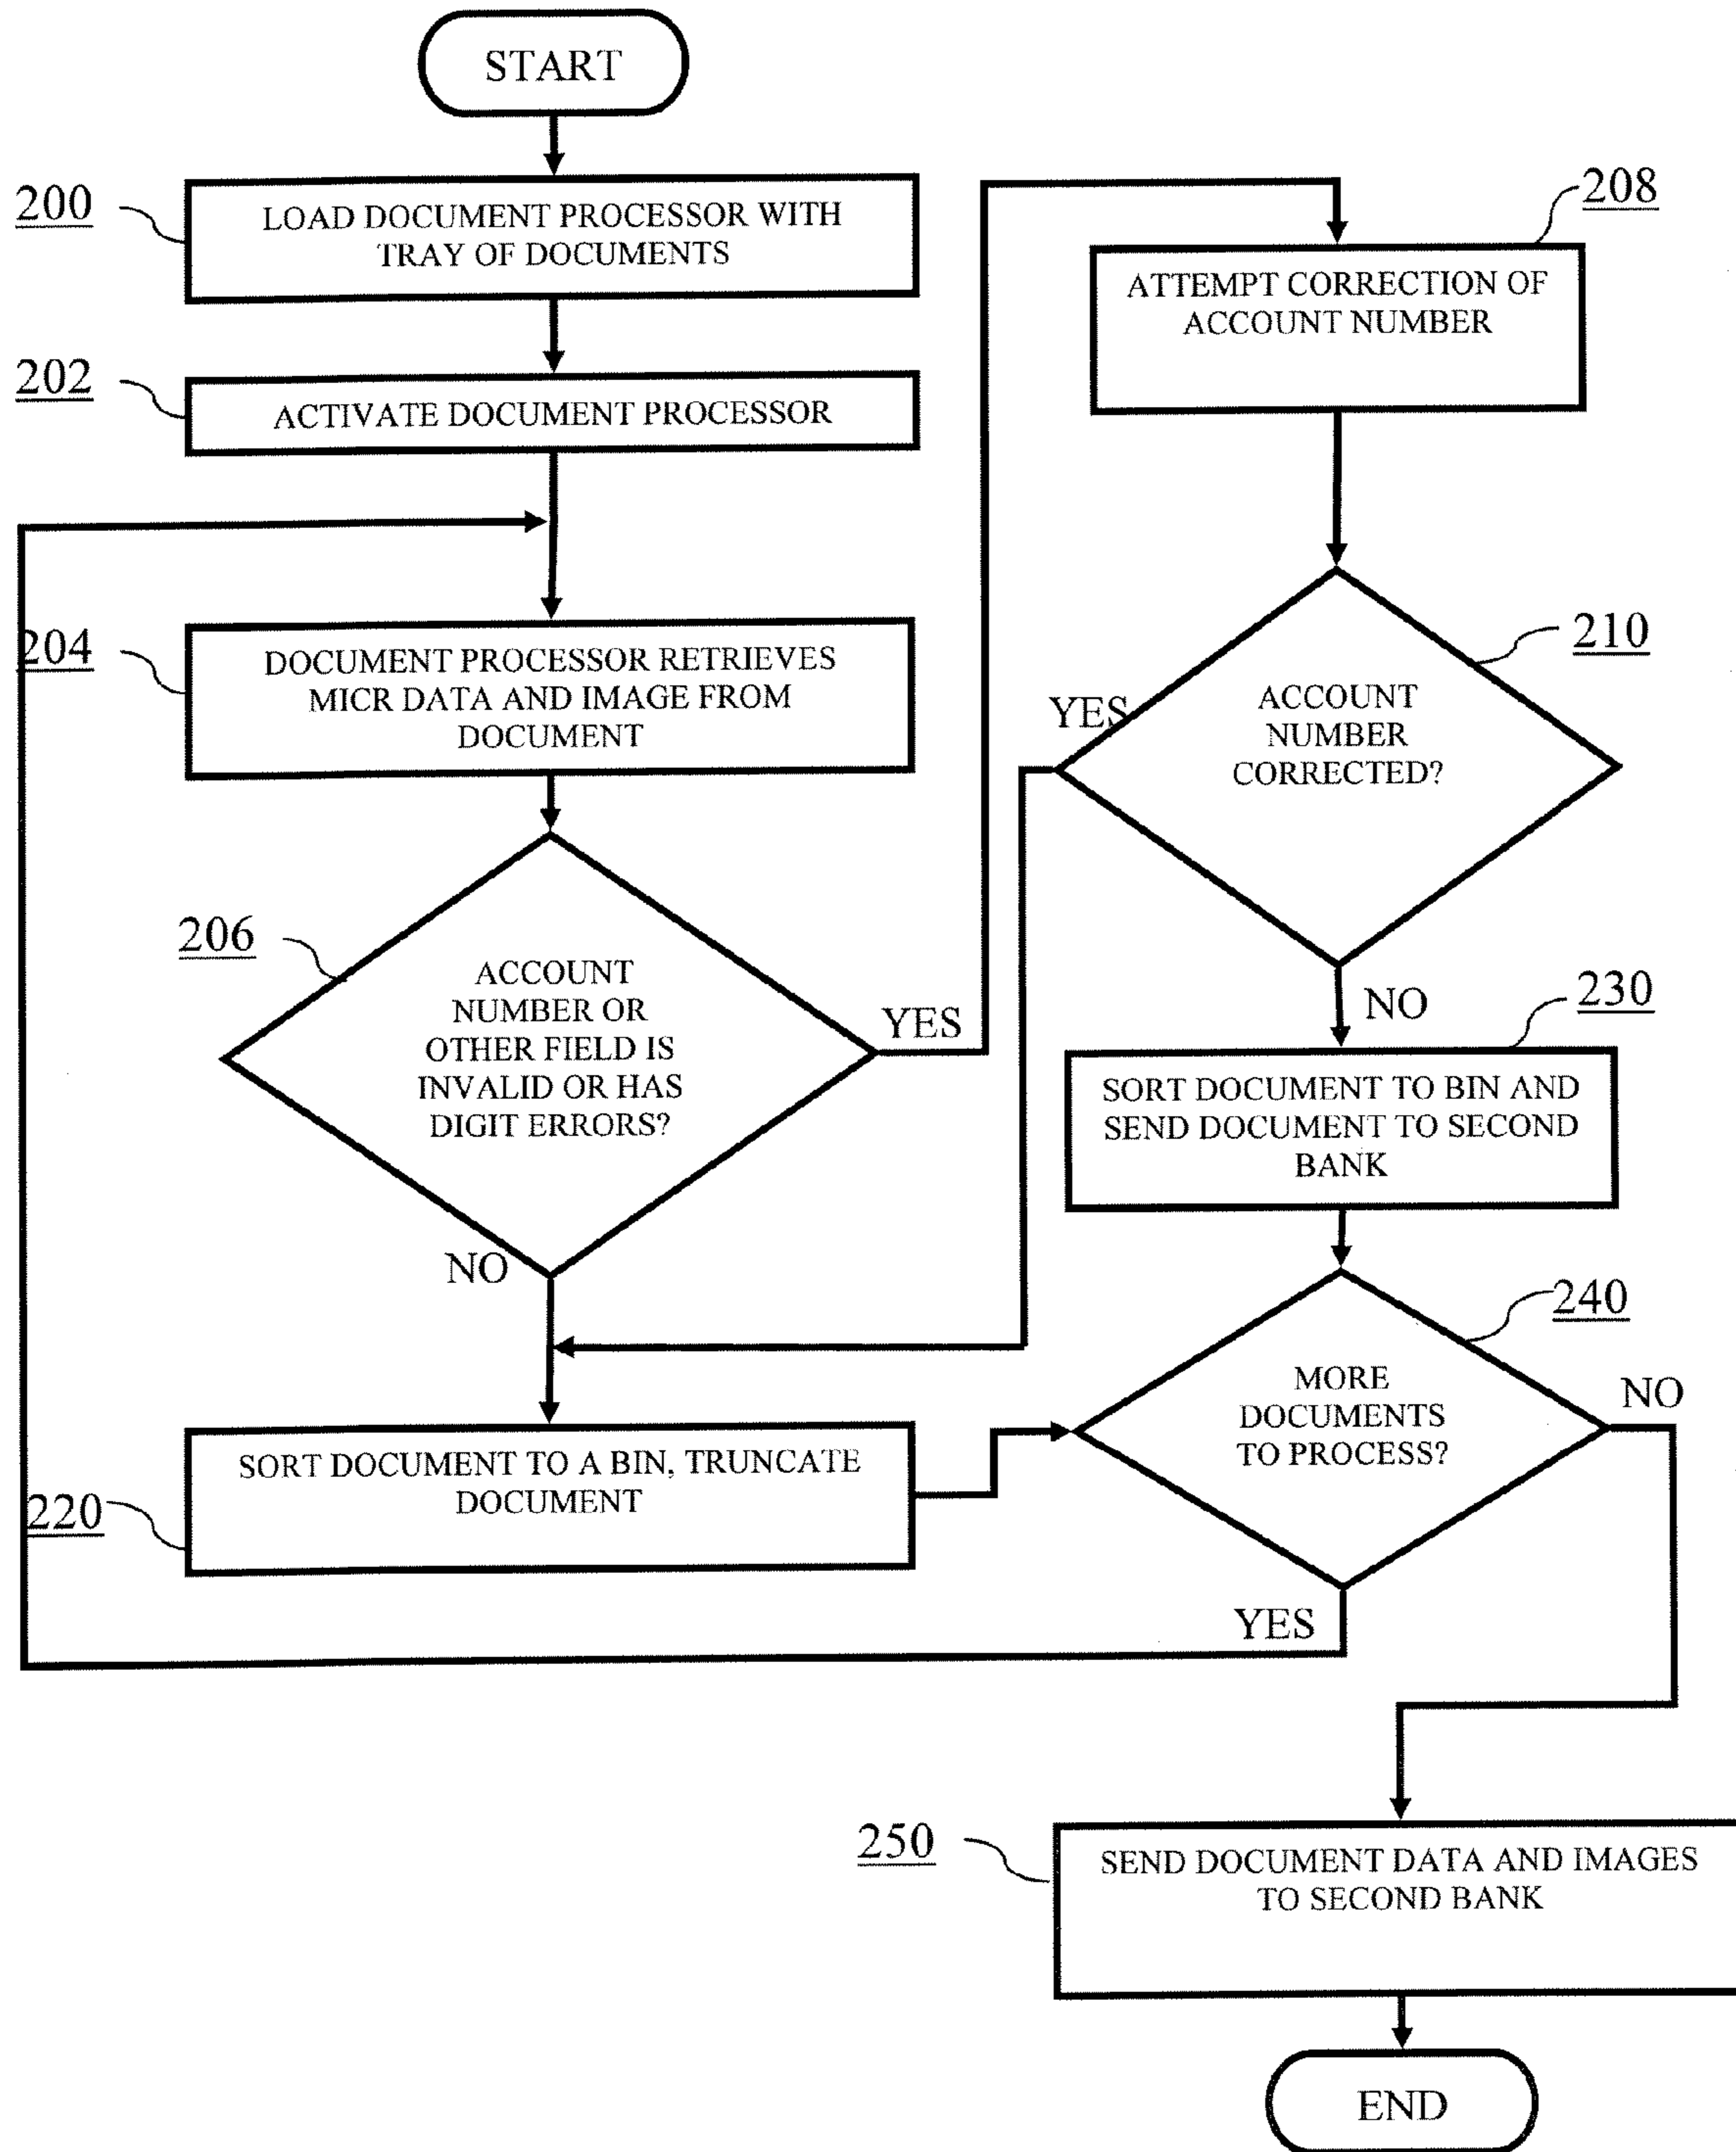 START
200
LOAD DOCUMENT PROCESSOR WITH
TRAY OF DOCUMENTS
202
ACTIVATE DOCUMENT PROCESSOR
204
DOCUMENT PROCESSOR RETRIEVES
MICR DATA AND IMAGE FROM
DOCUMENT
206
ACCOUNT
NUMBER OR
OTHER FIELD IS
INVALID OR HAS
DIGIT ERRORS?
YES
NO
208
ATTEMPT CORRECTION OF
ACCOUNT NUMBER
210
ACCOUNT
NUMBER
CORRECTED?
YES
NO
230
SORT DOCUMENT TO BIN AND
SEND DOCUMENT TO SECOND
BANK
220
SORT DOCUMENT TO A BIN, TRUNCATE
DOCUMENT
240
MORE
DOCUMENTS
TO PROCESS?
NO
YES
250
SEND DOCUMENT DATA AND IMAGES
TO SECOND BANK
END